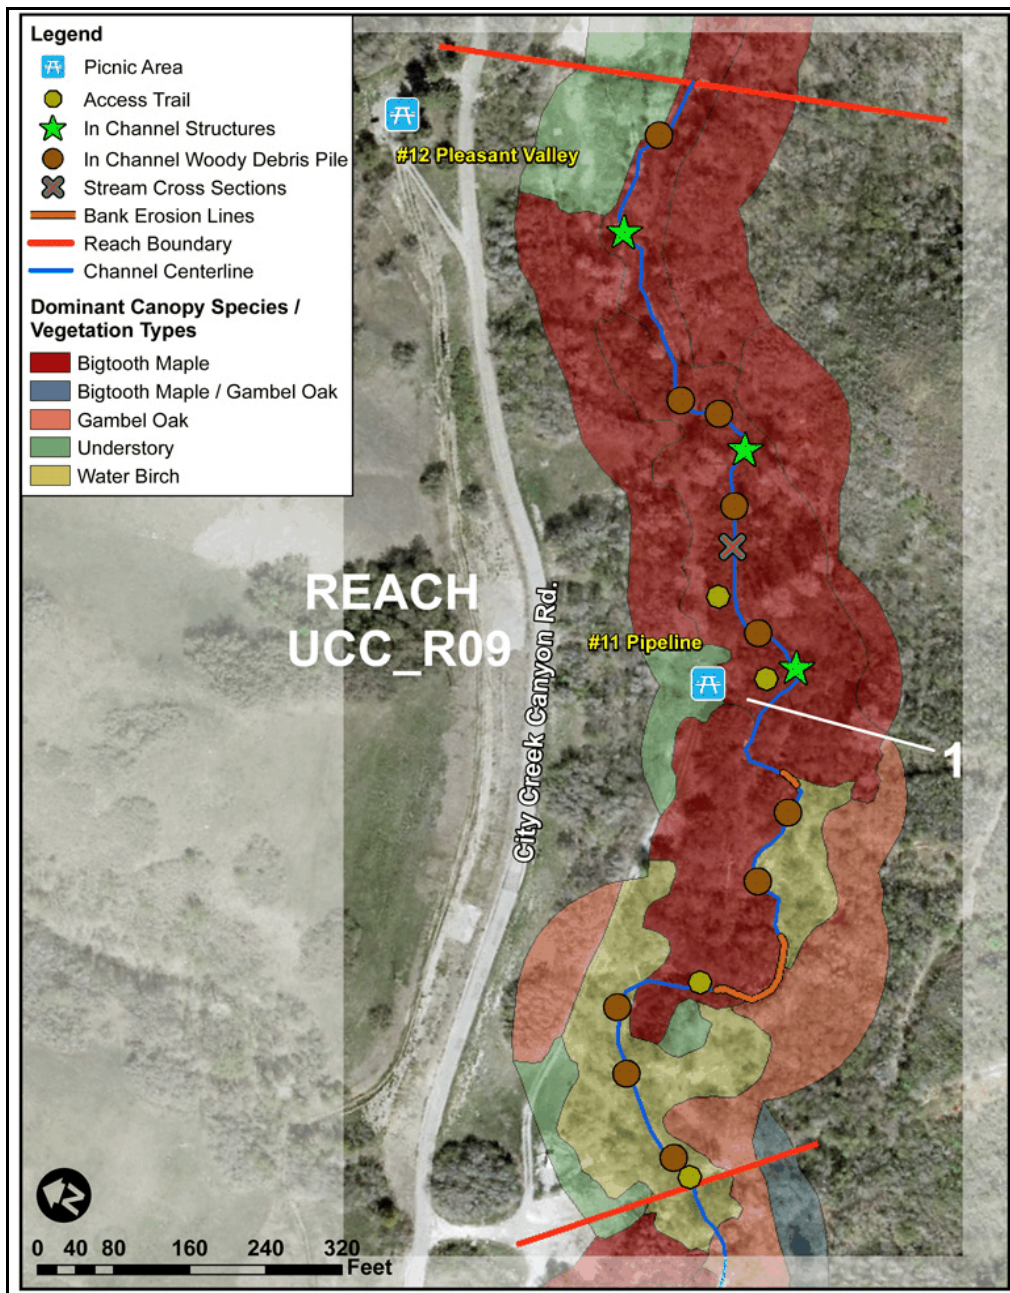 Legend
Picnic Area
Access Trail
In Channel Structures
In Channel Woody Debris Pile
Stream Cross Sections
Bank Erosion Lines
Reach Boundary
Channel Centerline
Dominant Canopy Species /
Vegetation Types
Bigtooth Maple
Bigtooth Maple / Gambel Oak
Gambel Oak
Understory
Water Birch
#12 Pleasant Valley
REACH
UCC_R09
City Creek Canyon Rd.
#11 Pipeline
1
N
0 40 80 160 240 320
Feet